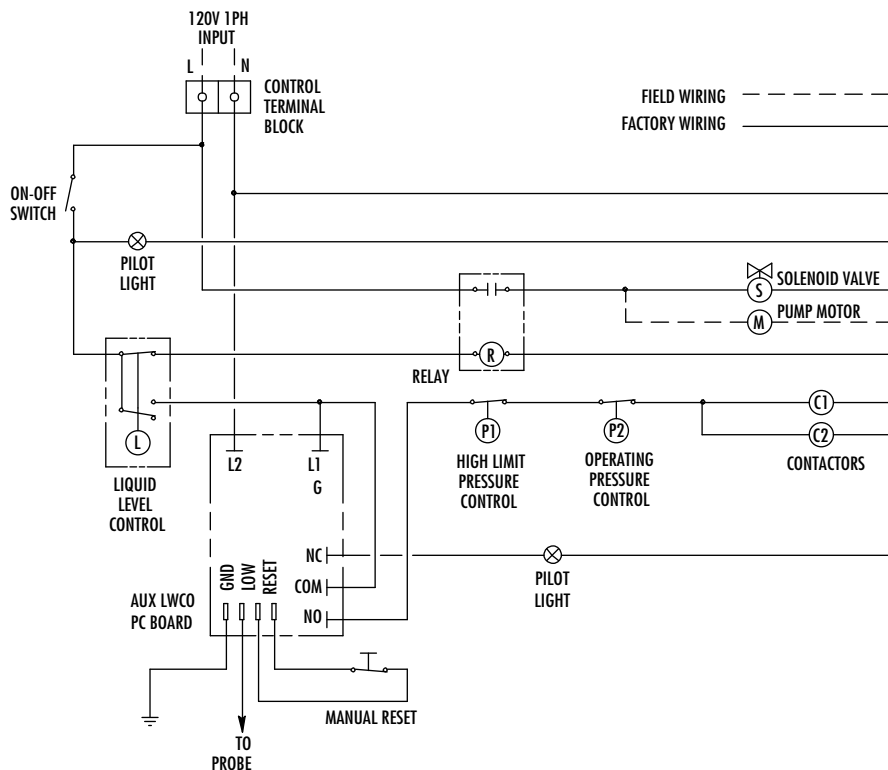 120V 1PH
INPUT
L
N
CONTROL
TERMINAL
BLOCK
FIELD WIRING
FACTORY WIRING
ON-OFF
SWITCH
PILOT
LIGHT
S
SOLENOID VALVE
M
PUMP MOTOR
R
RELAY
L
LIQUID
LEVEL
CONTROL
P1
HIGH LIMIT
PRESSURE
CONTROL
P2
OPERATING
PRESSURE
CONTROL
C1
C2
CONTACTORS
L2
L1
G
NC
COM
NO
GND
LOW
RESET
AUX LWCO
PC BOARD
PILOT
LIGHT
MANUAL RESET
TO
PROBE